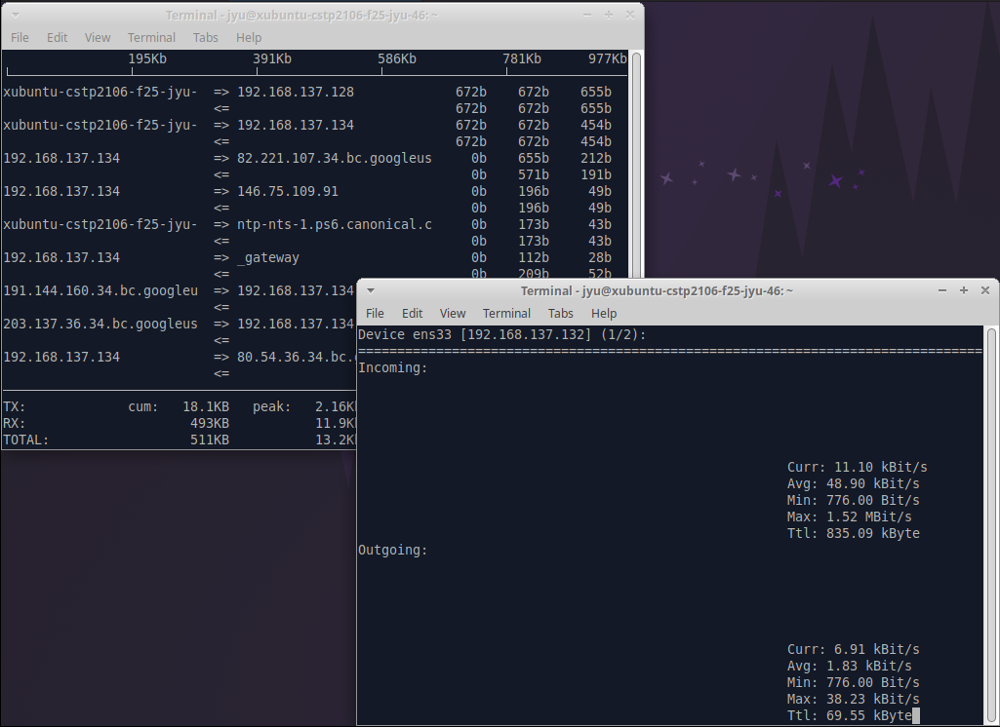 Terminal - jyu@xubuntu-cstp2106-f25-jyu-46: ~
File Edit View Terminal Tabs Help
195Kb 391Kb 586Kb 781Kb 977Kb
xubuntu-cstp2106-f25-jyu- => 192.168.137.128 672b 672b 655b
<= 672b 672b 655b
xubuntu-cstp2106-f25-jyu- => 192.168.137.134 672b 672b 454b
<= 672b 672b 454b
192.168.137.134 => 82.221.107.34.bc.googleus 0b 655b 212b
<= 0b 571b 191b
192.168.137.134 => 146.75.109.91 0b 196b 49b
<= 0b 196b 49b
xubuntu-cstp2106-f25-jyu- => ntp-nts-1.ps6.canonical.c 0b 173b 43b
<= 0b 173b 43b
192.168.137.134 => _gateway 0b 112b 28b
<= 0b 209b 52b
191.144.160.34.bc.googleu => 192.168.137.134
<=
203.137.36.34.bc.googleus => 192.168.137.134
<=
192.168.137.134 => 80.54.36.34.bc.
<=
TX: cum: 18.1KB peak: 2.16K
RX: 493KB 11.9K
TOTAL: 511KB 13.2K
Terminal - jyu@xubuntu-cstp2106-f25-jyu-46: ~
File Edit View Terminal Tabs Help
Device ens33 [192.168.137.132] (1/2):
================================================================================
Incoming:
Curr: 11.10 kBit/s
Avg: 48.90 kBit/s
Min: 776.00 Bit/s
Max: 1.52 MBit/s
Ttl: 835.09 kByte
Outgoing:
Curr: 6.91 kBit/s
Avg: 1.83 kBit/s
Min: 776.00 Bit/s
Max: 38.23 kBit/s
Ttl: 69.55 kByte